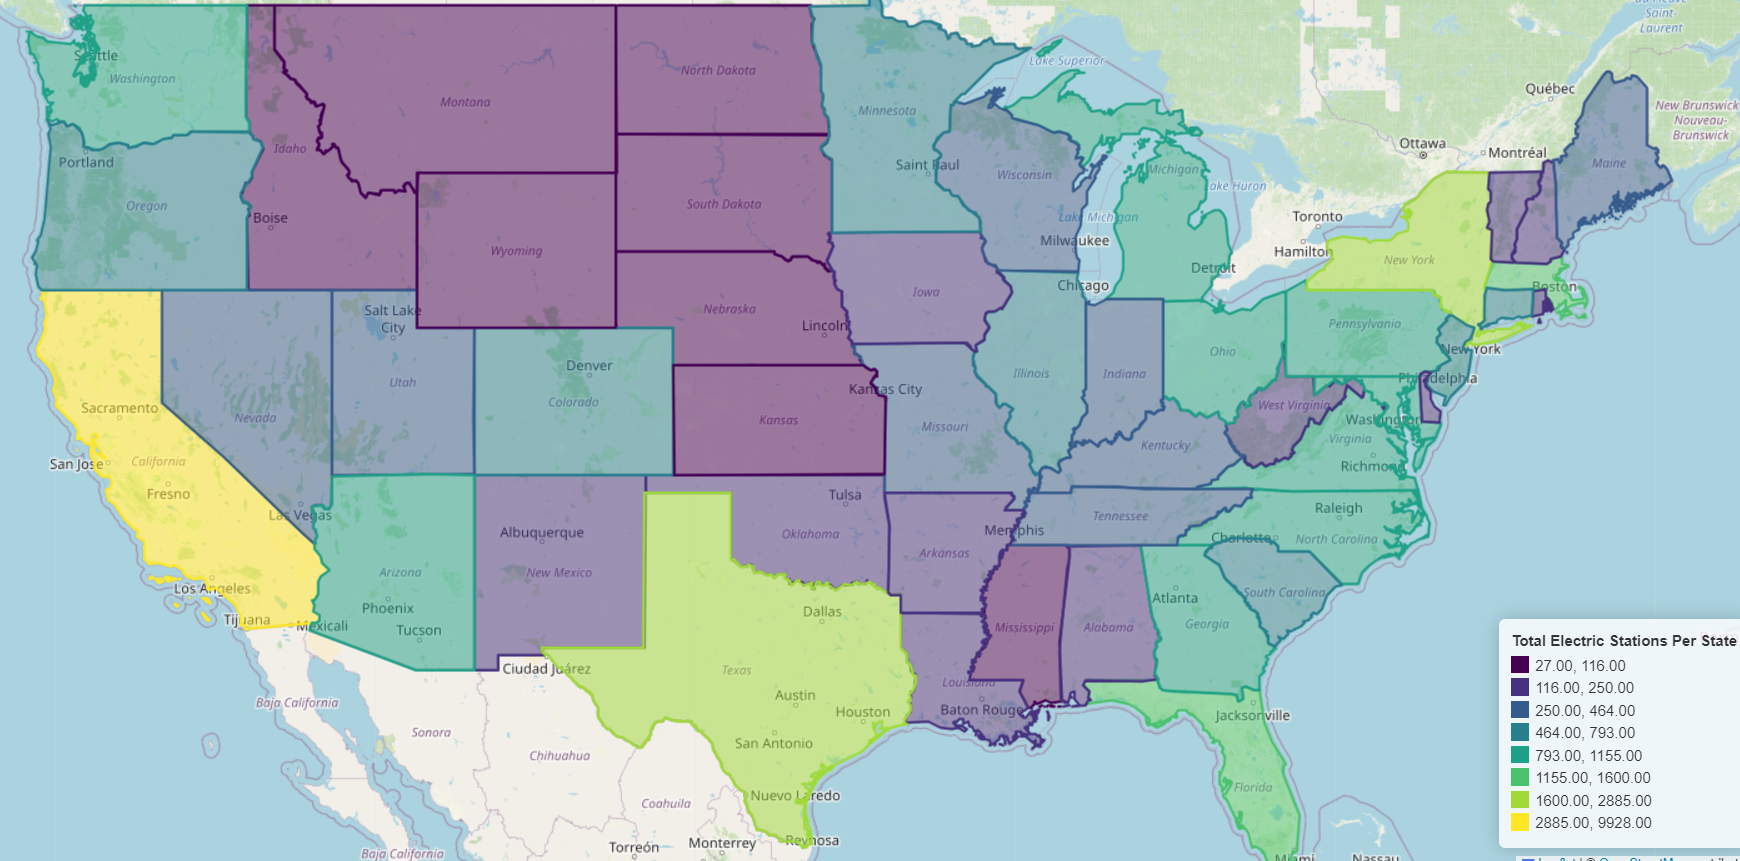 Seattle
Washington
Montana
North Dakota
Minnesota
Lake Superior
Québec
Ottawa
Montréal
Maine
New Brunswick
Nouveau-
Brunswick
Saint-
Laurent
Portland
Idaho
Saint Paul
Wisconsin
Michigan
Lake Huron
Oregon
Boise
South Dakota
Lake Michigan
Milwaukee
Toronto
Hamilton
Wyoming
Detroit
New York
Chicago
Boston
Iowa
Salt Lake
City
Nebraska
Lincoln
Pennsylvania
Ohio
New York
Denver
Utah
Colorado
Kansas City
Illinois
Indiana
Philadelphia
Sacramento
Nevada
Kansas
Missouri
Kentucky
West Virginia
Washington
Virginia
San Jose
California
Fresno
Richmond
Las Vegas
Tulsa
Raleigh
Albuquerque
Oklahoma
Memphis
Tennessee
Charlotte
North Carolina
Arkansas
Arizona
New Mexico
Los Angeles
Phoenix
Dallas
Atlanta
South Carolina
Tijuana
Mexicali
Tucson
Mississippi
Alabama
Georgia
Ciudad Juárez
Texas
Louisiana
Austin
Houston
Baton Rouge
Jacksonville
Baja California
Sonora
Chihuahua
San Antonio
Florida
Nuevo Laredo
Coahuila
Reynosa
Torreón
Monterrey
Baja California
Miami
Nassau
Total Electric Stations Per State
27.00, 116.00
116.00, 250.00
250.00, 464.00
464.00, 793.00
793.00, 1155.00
1155.00, 1600.00
1600.00, 2885.00
2885.00, 9928.00
Leaflet | © OpenStreetMap